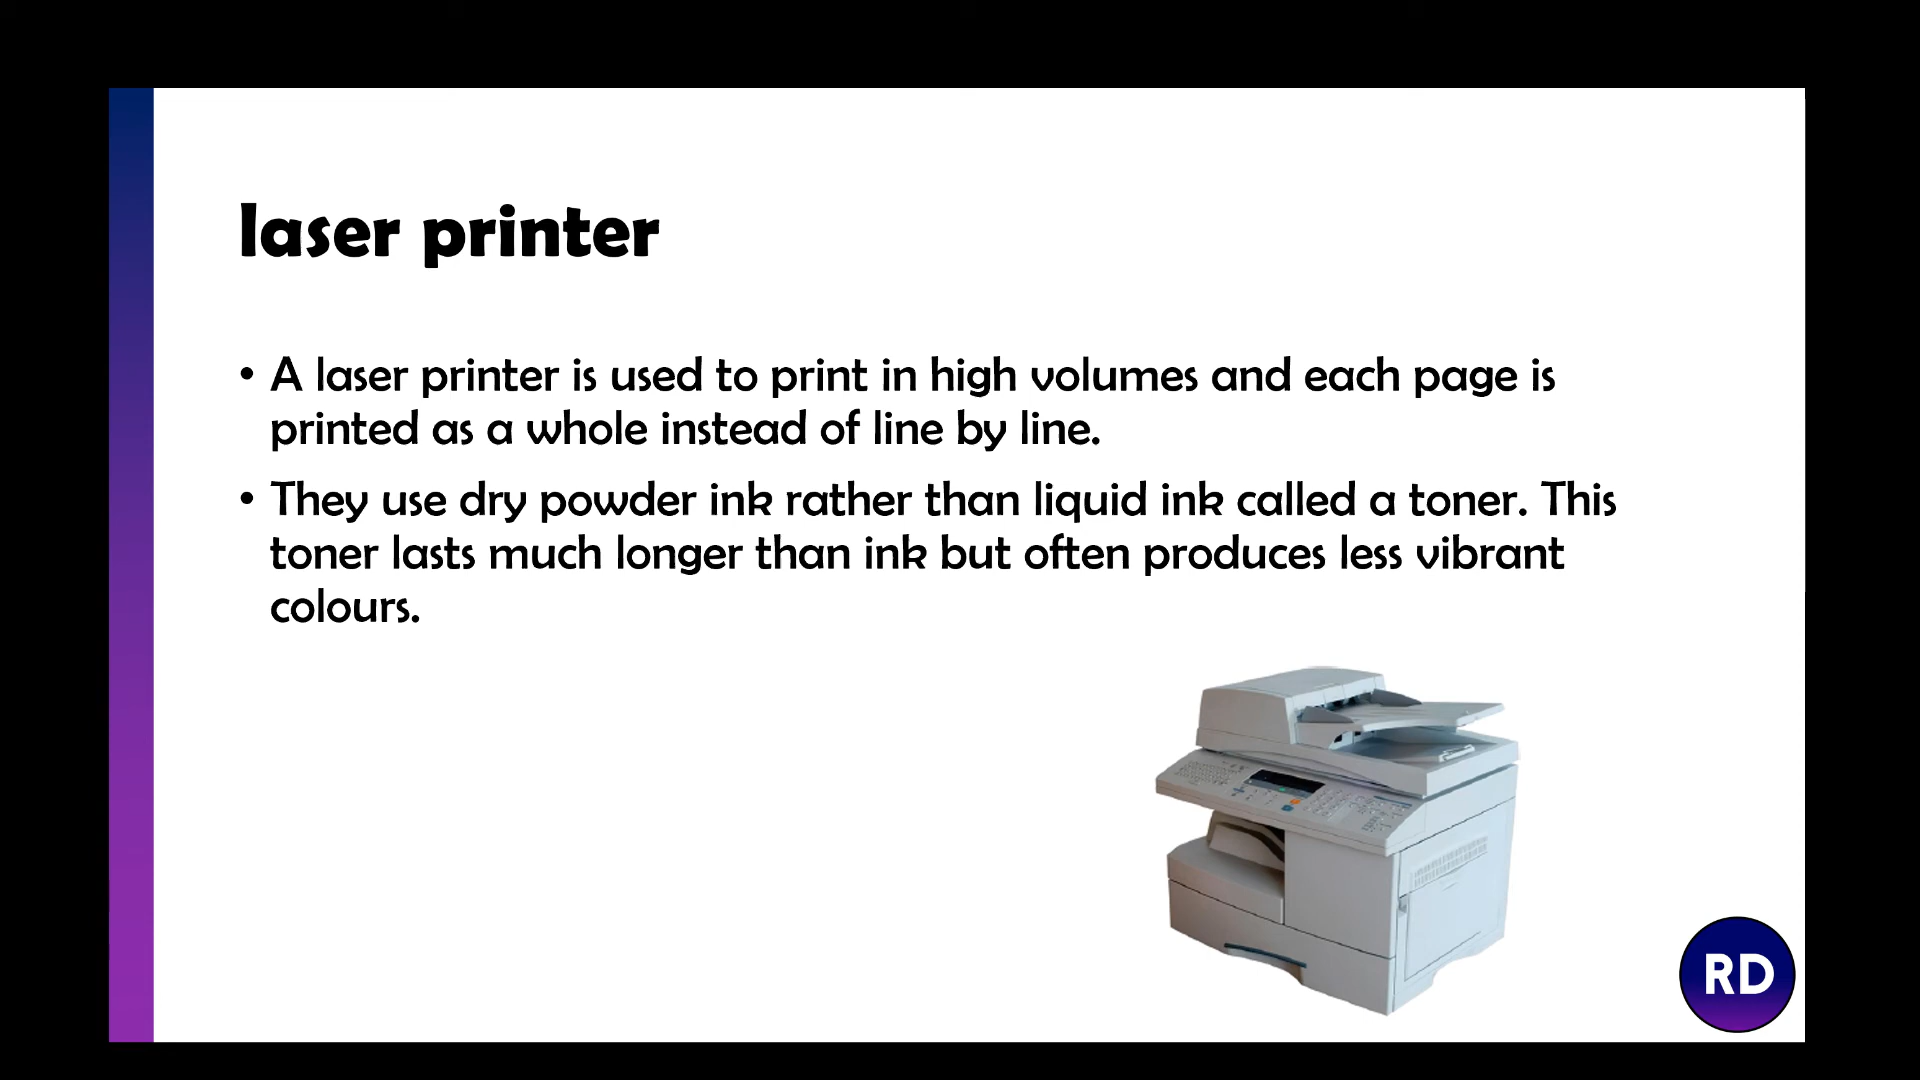 laser printer
• A laser printer is used to print in high volumes and each page is
printed as a whole instead of line by line.
• They use dry powder ink rather than liquid ink called a toner. This
toner lasts much longer than ink but often produces less vibrant
colours.
RD